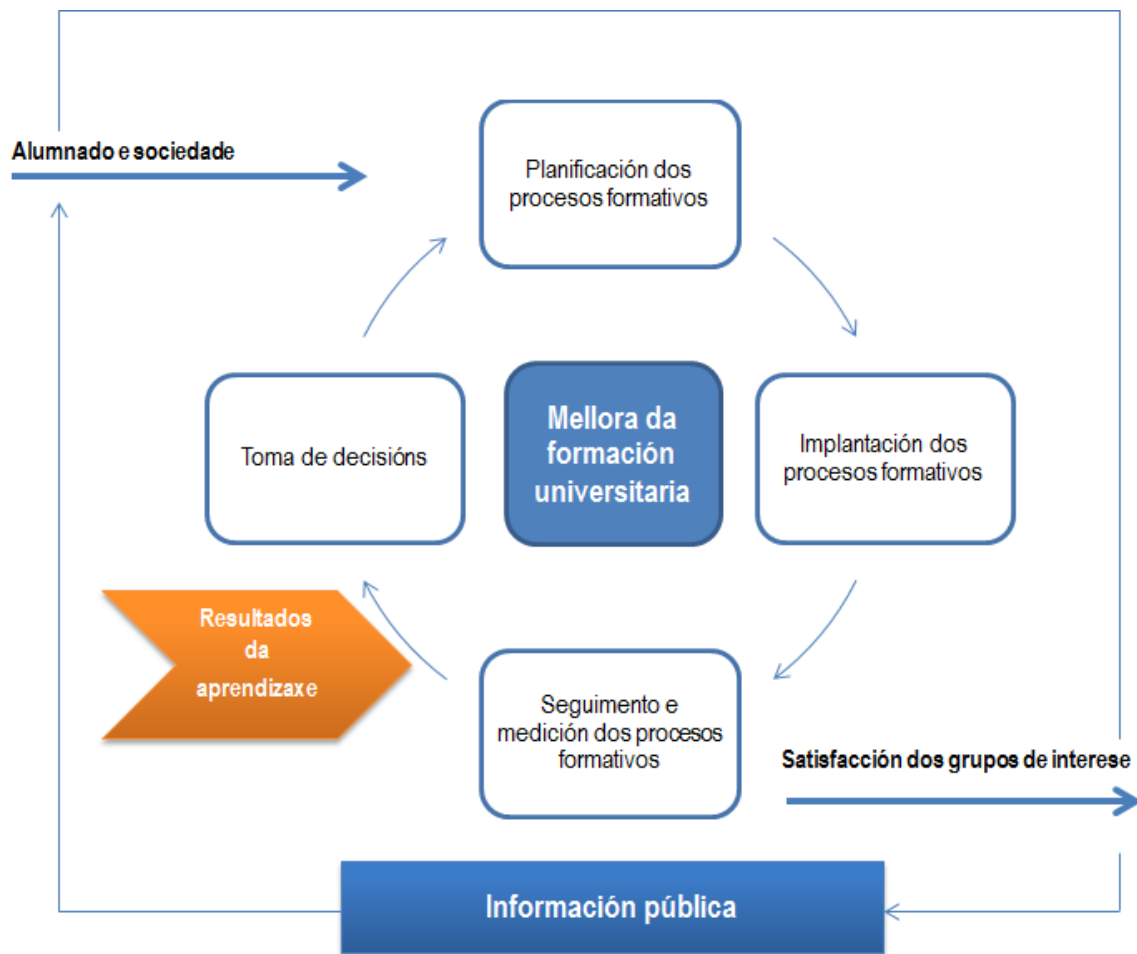 Alumnado e sociedade
Planificación dos
procesos formativos
Toma de decisións
Mellora da
formación
universitaria
Implantación dos
procesos formativos
Resultados
da
aprendizaxe
Seguimento e
medición dos procesos
formativos
Satisfacción dos grupos de interese
Información pública